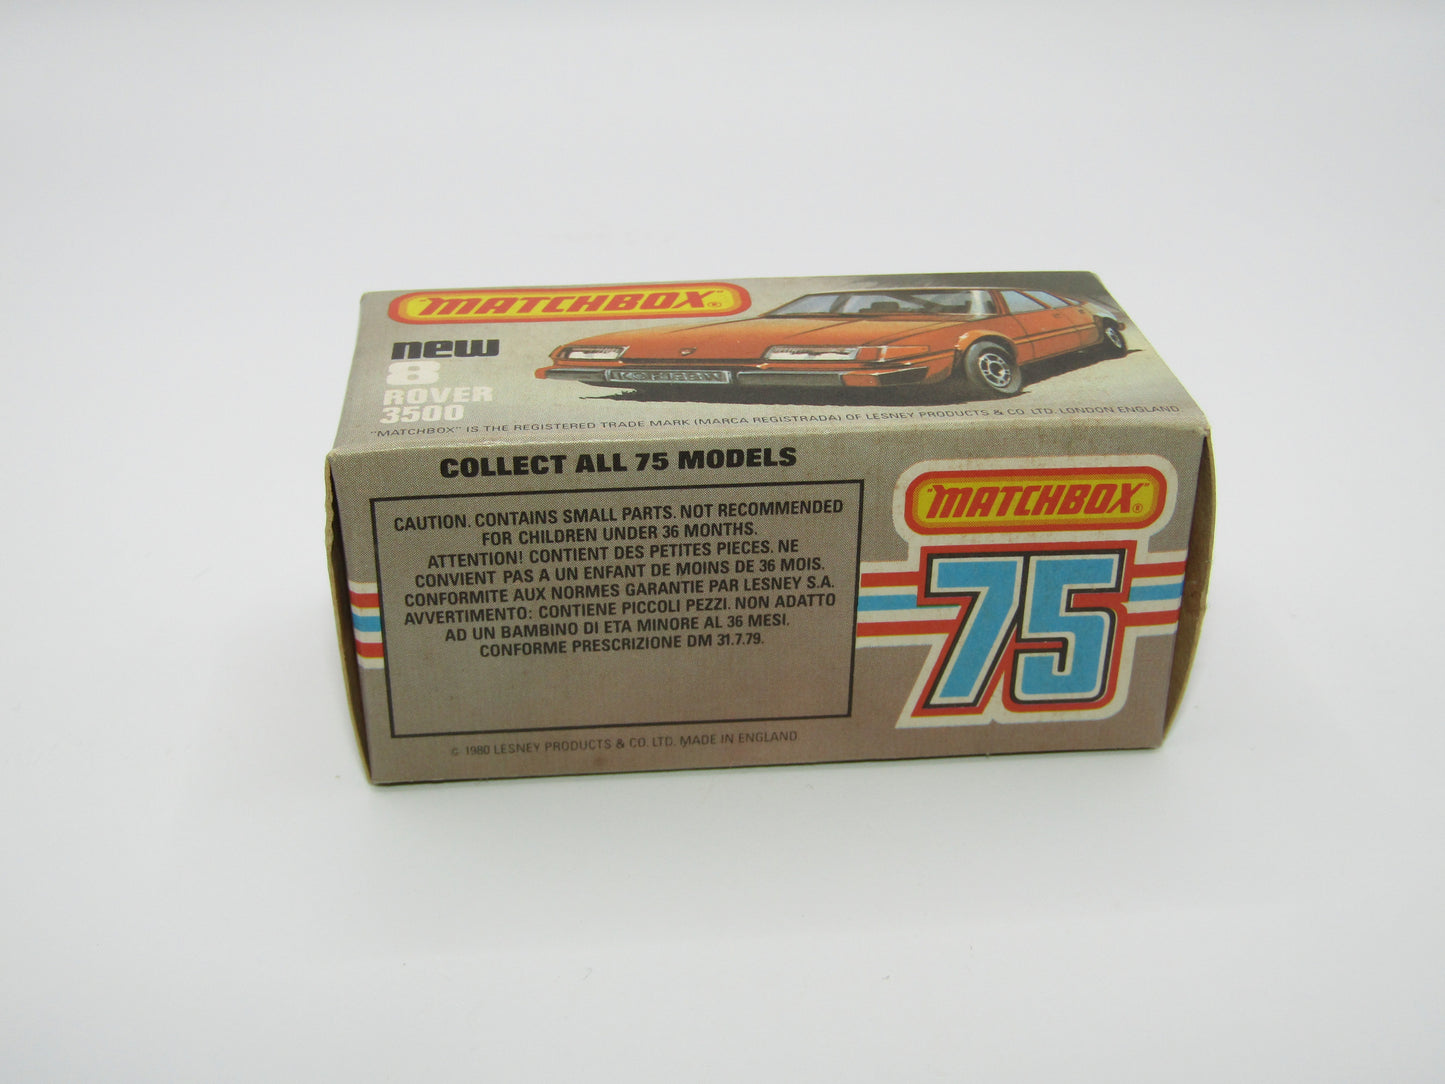 "MATCHBOX"®
new
8
ROVER
3500
"MATCHBOX" IS THE REGISTERED TRADE MARK (MARCA REGISTRADA) OF LESNEY PRODUCTS & CO. LTD. LONDON ENGLAND
COLLECT ALL 75 MODELS
CAUTION. CONTAINS SMALL PARTS. NOT RECOMMENDED
FOR CHILDREN UNDER 36 MONTHS.
ATTENTION! CONTIENT DES PETITES PIECES. NE
CONVIENT PAS A UN ENFANT DE MOINS DE 36 MOIS.
CONFORMITE AUX NORMES GARANTIE PAR LESNEY S.A.
AVVERTIMENTO: CONTIENE PICCOLI PEZZI. NON ADATTO
AD UN BAMBINO DI ETA MINORE AL 36 MESI.
CONFORME PRESCRIZIONE DM 31.7.79.
© 1980 LESNEY PRODUCTS & CO. LTD. MADE IN ENGLAND
"MATCHBOX"®
75